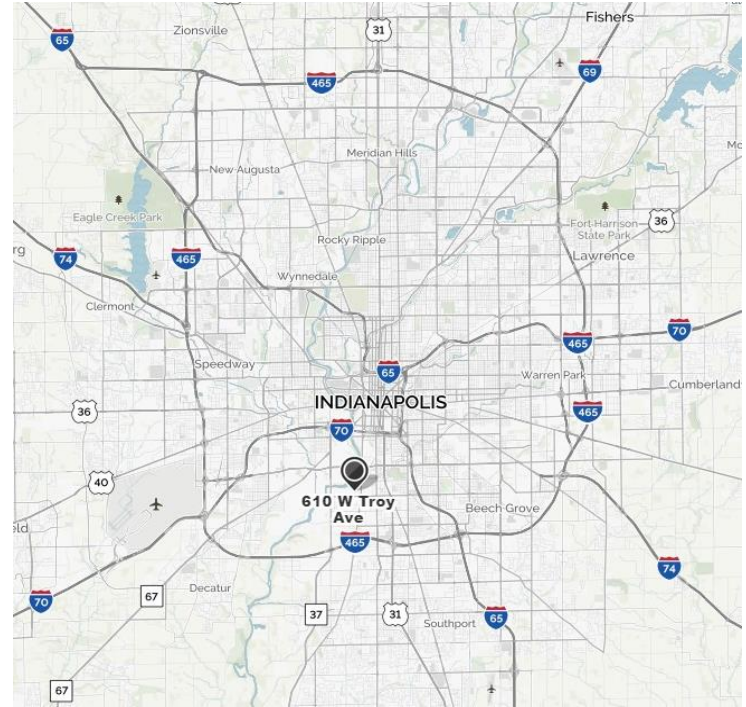 Fishers
Zionsville
31
65
69
465
Meridian Hills
New Augusta
Eagle Creek Park
Fort Harrison
State Park
36
Rocky Ripple
Lawrence
74
465
Wynnedale
Clermont
70
465
Speedway
65
Warren Park
Cumberland
INDIANAPOLIS
36
465
70
40
610 W Troy
Ave
Beech Grove
465
74
Decatur
70
67
37
31
Southport
65
67